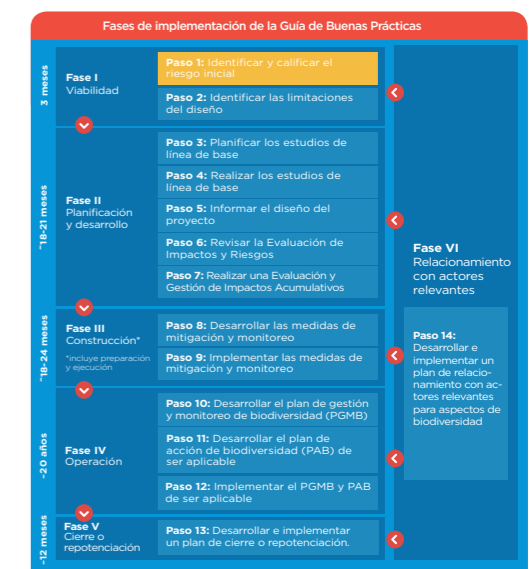 Fases de implementación de la Guía de Buenas Prácticas
3 meses
Fase I
Viabilidad
Paso 1: Identificar y calificar el
riesgo inicial
Paso 2: Identificar las limitaciones
del diseño
~18-21 meses
Fase II
Planificación
y desarrollo
Paso 3: Planificar los estudios de
línea de base
Paso 4: Realizar los estudios de
línea de base
Paso 5: Informar el diseño del
proyecto
Paso 6: Revisar la Evaluación de
Impactos y Riesgos
Paso 7: Realizar una Evaluación y
Gestión de Impactos Acumulativos
~18-24 meses
Fase III
Construcción*
*incluye preparación
y ejecución
Paso 8: Desarrollar las medidas de
mitigación y monitoreo
Paso 9: Implementar las medidas de
mitigación y monitoreo
~20 años
Fase IV
Operación
Paso 10: Desarrollar el plan de gestión
y monitoreo de biodiversidad (PGMB)
Paso 11: Desarrollar el plan de
acción de biodiversidad (PAB) de
ser aplicable
Paso 12: Implementar el PGMB y PAB
de ser aplicable
~12 meses
Fase V
Cierre o
repotenciación
Paso 13: Desarrollar e implementar
un plan de cierre o repotenciación.
Fase VI
Relacionamiento
con actores
relevantes
Paso 14:
Desarrollar e
implementar un
plan de relacio-
namiento con ac-
tores relevantes
para aspectos de
biodiversidad